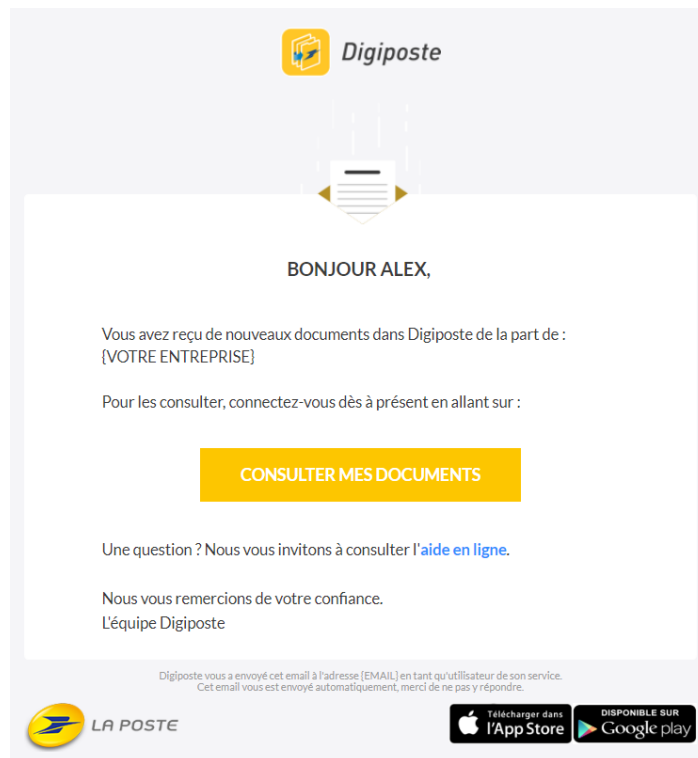 Digiposte
BONJOUR ALEX,
Vous avez reçu de nouveaux documents dans Digiposte de la part de :
{VOTRE ENTREPRISE}
Pour les consulter, connectez-vous dès à présent en allant sur :
CONSULTER MES DOCUMENTS
Une question ? Nous vous invitons à consulter l'aide en ligne.
Nous vous remercions de votre confiance.
L'équipe Digiposte
Digiposte vous a envoyé cet email à l'adresse [EMAIL] en tant qu'utilisateur de son service.
Cet email vous est envoyé automatiquement, merci de ne pas y répondre.
LA POSTE
Télécharger dans
l'App Store
DISPONIBLE SUR
Google play